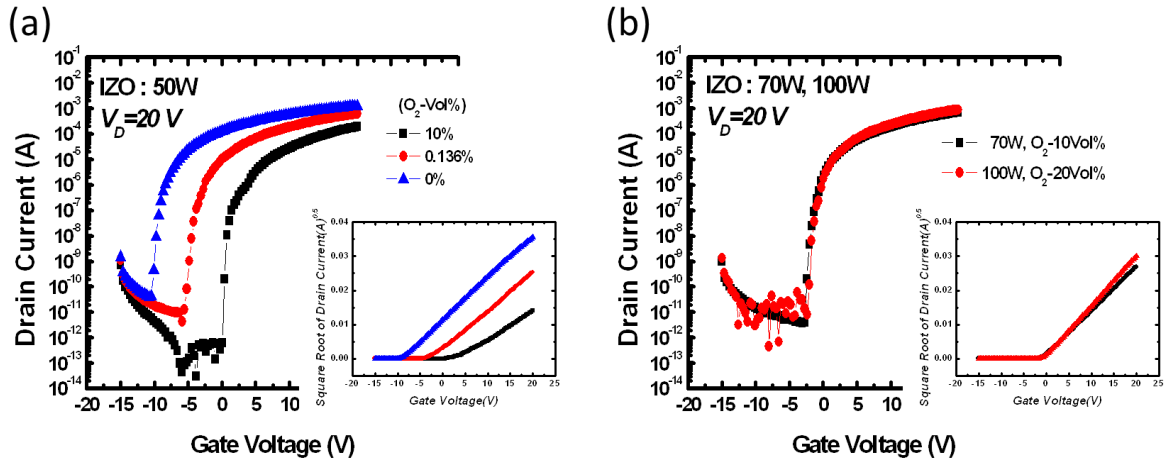 (a)
IZO : 50W
V_D=20 V
(O₂-Vol%)
10%
0.136%
0%
Drain Current (A)
10⁻¹
10⁻²
10⁻³
10⁻⁴
10⁻⁵
10⁻⁶
10⁻⁷
10⁻⁸
10⁻⁹
10⁻¹⁰
10⁻¹¹
10⁻¹²
10⁻¹³
10⁻¹⁴
-20 -15 -10 -5 0 5 10
Gate Voltage (V)
Square Root of Drain Current(A)⁰·⁵
0.04
0.03
0.02
0.01
0.00
-20 -15 -10 -5 0 5 10 15 20 25
Gate Voltage(V)
(b)
IZO : 70W, 100W
V_D=20 V
70W, O₂-10Vol%
100W, O₂-20Vol%
Drain Current (A)
10⁻¹
10⁻²
10⁻³
10⁻⁴
10⁻⁵
10⁻⁶
10⁻⁷
10⁻⁸
10⁻⁹
10⁻¹⁰
10⁻¹¹
10⁻¹²
10⁻¹³
10⁻¹⁴
-20 -15 -10 -5 0 5 10
Gate Voltage (V)
Square Root of Drain Current(A)⁰·⁵
0.04
0.03
0.02
0.01
0.00
-20 -15 -10 -5 0 5 10 15 20 25
Gate Voltage(V)